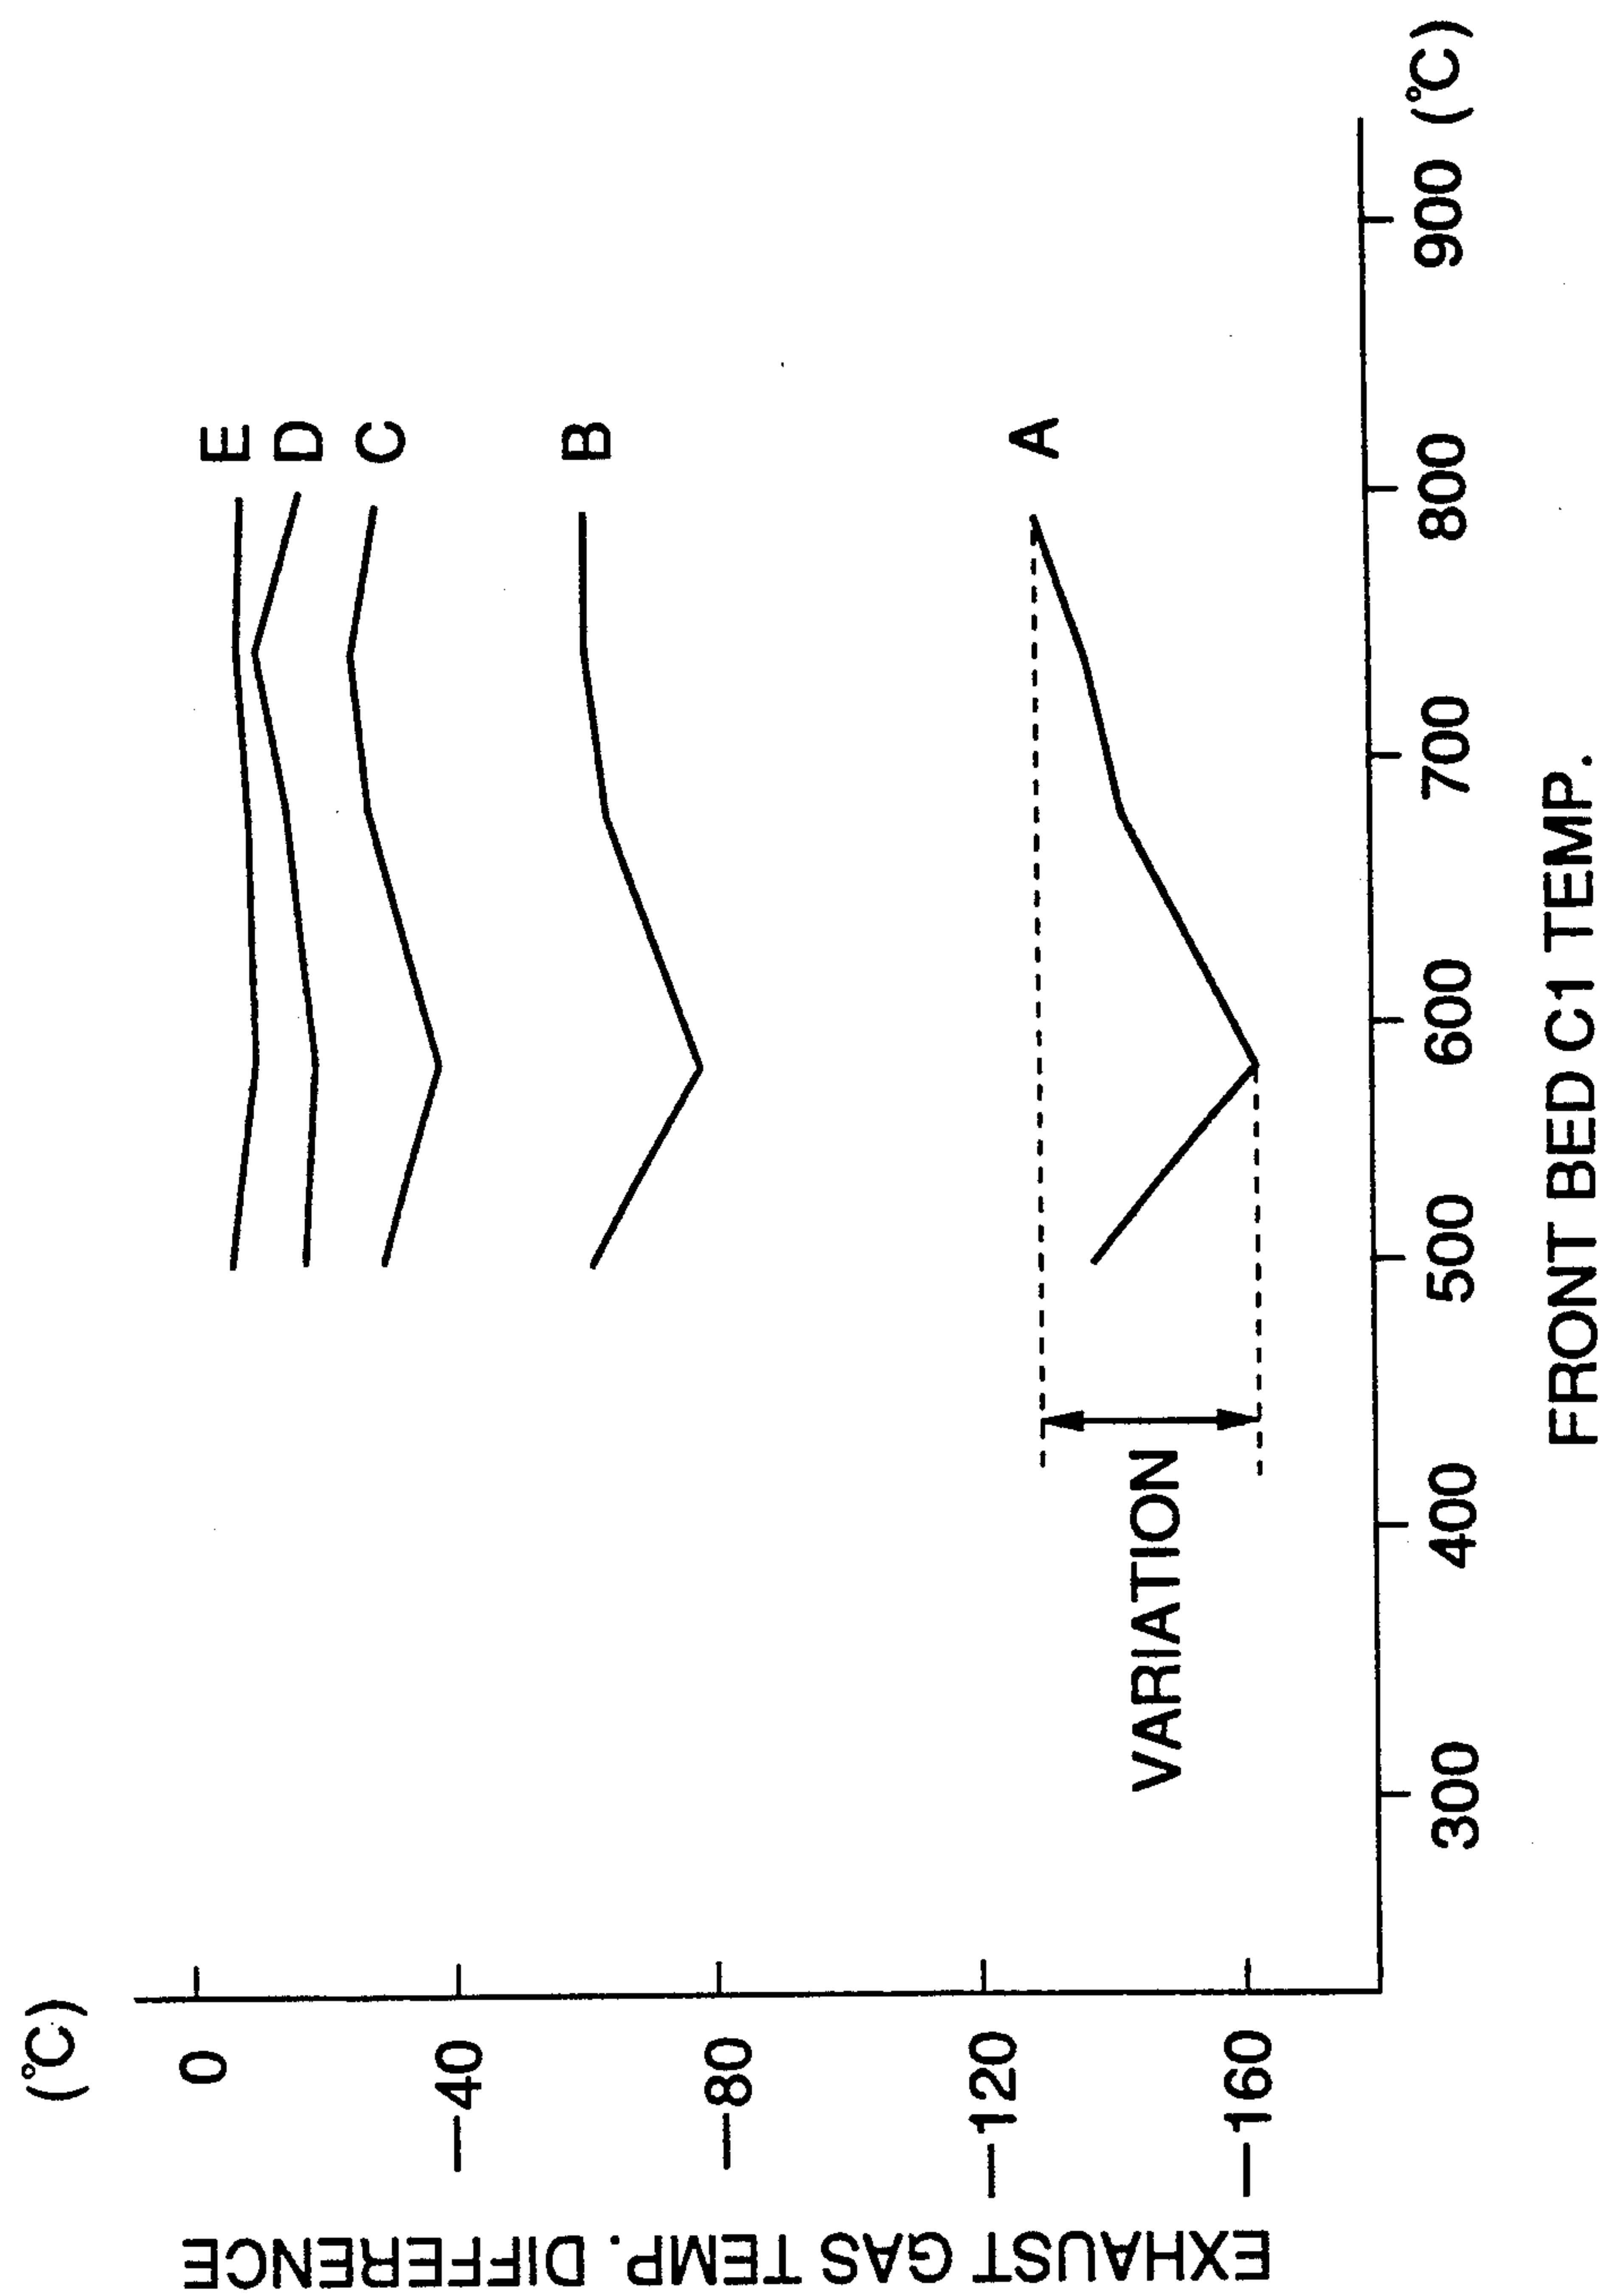 (°C)
0
−40
−80
−120
−160
EXHAUST GAS TEMP. DIFFERENCE
E
D
C
B
A
VARIATION
300
400
500
600
700
800
900
(°C)
FRONT BED C1 TEMP.